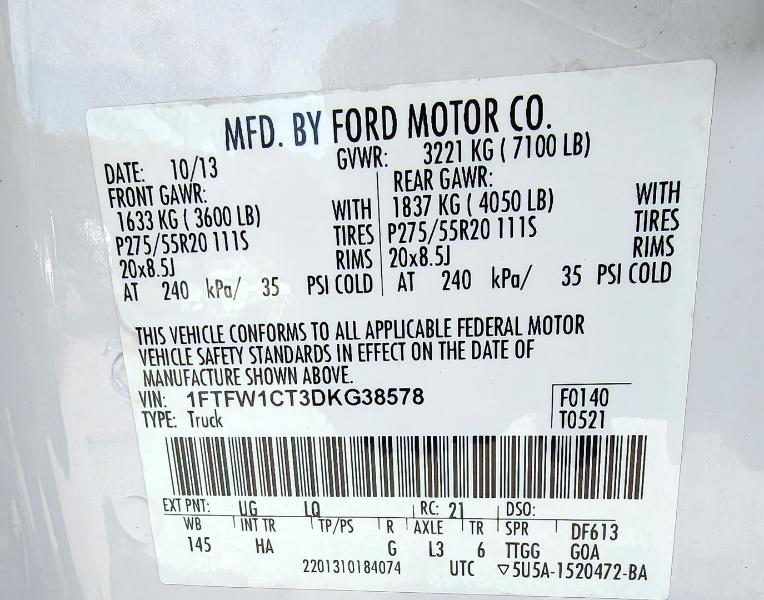 MFD. BY FORD MOTOR CO.
DATE: 10/13 GVWR: 3221 KG ( 7100 LB)
FRONT GAWR: REAR GAWR:
1633 KG ( 3600 LB) WITH 1837 KG ( 4050 LB) WITH
P275/55R20 111S TIRES P275/55R20 111S TIRES
20x8.5J RIMS 20x8.5J RIMS
AT 240 kPa/ 35 PSI COLD AT 240 kPa/ 35 PSI COLD
THIS VEHICLE CONFORMS TO ALL APPLICABLE FEDERAL MOTOR
VEHICLE SAFETY STANDARDS IN EFFECT ON THE DATE OF
MANUFACTURE SHOWN ABOVE.
VIN: 1FTFW1CT3DKG38578 F0140
TYPE: Truck T0521
EXT PNT: UG LQ RC: 21 DSO:
WB INT TR TP/PS R AXLE TR SPR DF613
145 HA G L3 6 TTGG GOA
2201310184074 UTC ▽5U5A-1520472-BA